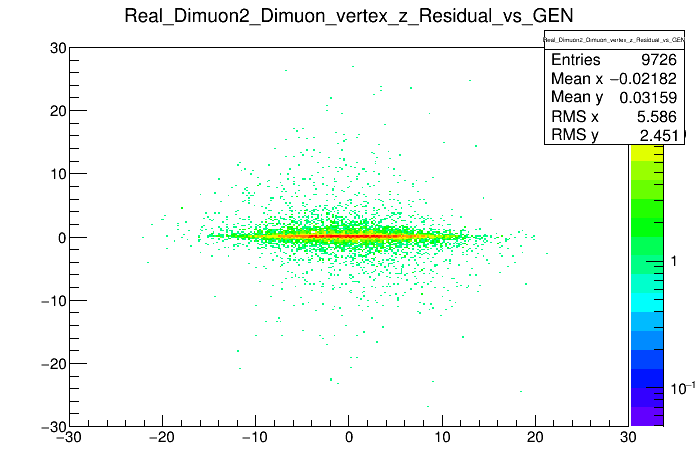 Real_Dimuon2_Dimuon_vertex_z_Residual_vs_GEN
Real_Dimuon2_Dimuon_vertex_z_Residual_vs_GEN
Entries 9726
Mean x −0.02182
Mean y 0.03159
RMS x 5.586
RMS y 2.451
30
20
10
0
−10
−20
−30
1
10−1
−30 −20 −10 0 10 20 30